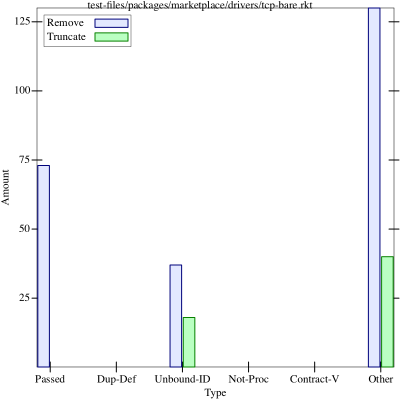 test-files/packages/marketplace/drivers/tcp-bare.rkt
Remove
Truncate
125
100
75
50
25
Amount
Passed Dup-Def Unbound-ID Not-Proc Contract-V Other
Type